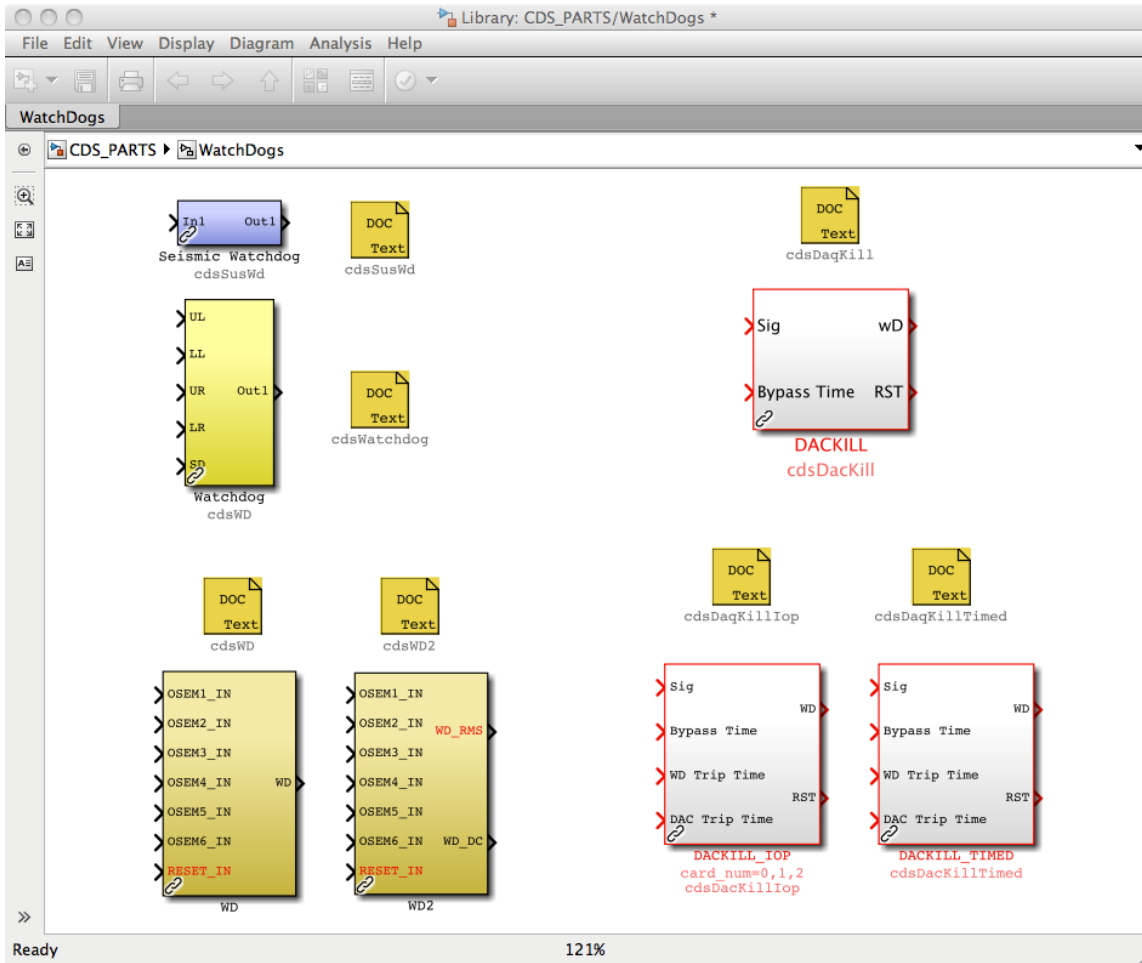 Library: CDS_PARTS/WatchDogs *
File Edit View Display Diagram Analysis Help
WatchDogs
CDS_PARTS WatchDogs
In1 Out1
Seismic Watchdog
cdsSusWd
DOC
Text
cdsSusWd
DOC
Text
cdsDaqKill
UL
LL
UR Out1
LR
SD
Watchdog
cdsWD
DOC
Text
cdsWatchdog
Sig wD
Bypass Time RST
DACKILL
cdsDacKill
DOC
Text
cdsWD
DOC
Text
cdsWD2
DOC
Text
cdsDaqKillIop
DOC
Text
cdsDaqKillTimed
OSEM1_IN
OSEM2_IN
OSEM3_IN
OSEM4_IN WD
OSEM5_IN
OSEM6_IN
RESET_IN
WD
OSEM1_IN
OSEM2_IN WD_RMS
OSEM3_IN
OSEM4_IN
OSEM5_IN
OSEM6_IN WD_DC
RESET_IN
WD2
Sig
WD
Bypass Time
WD Trip Time
RST
DAC Trip Time
DACKILL_IOP
card_num=0,1,2
cdsDacKillIop
Sig
WD
Bypass Time
WD Trip Time
RST
DAC Trip Time
DACKILL_TIMED
cdsDacKillTimed
Ready 121%